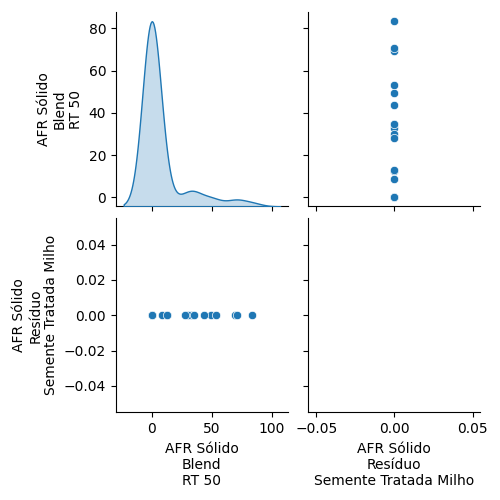 80
60
40
20
0
AFR Sólido
Blend
RT 50
0.04
0.02
0.00
−0.02
−0.04
AFR Sólido
Resíduo
Semente Tratada Milho
0 50 100
AFR Sólido
Blend
RT 50
−0.05 0.00 0.05
AFR Sólido
Resíduo
Semente Tratada Milho